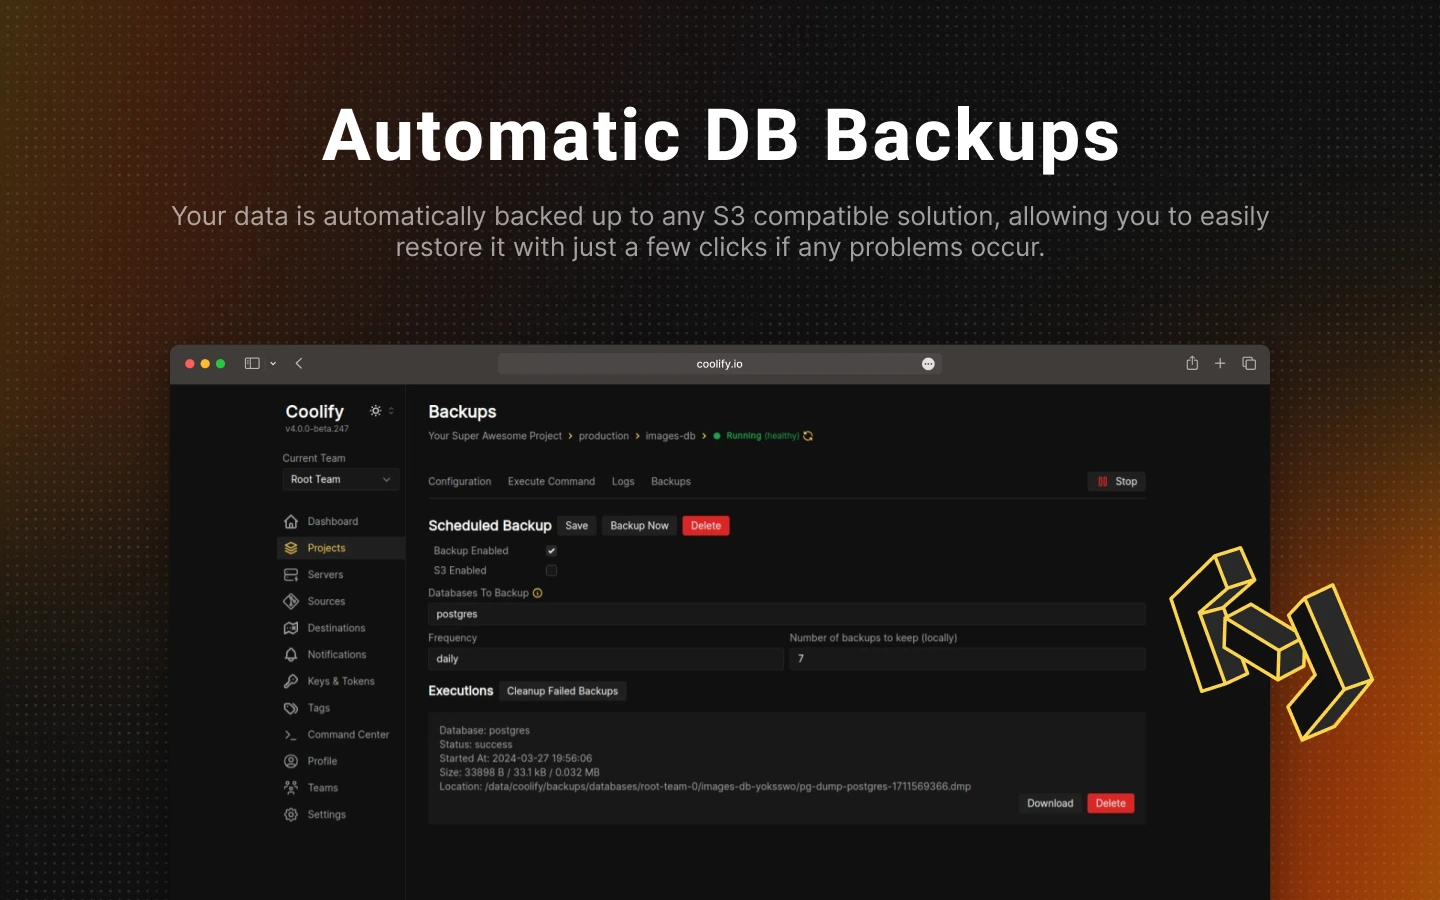 Automatic DB Backups
Your data is automatically backed up to any S3 compatible solution, allowing you to easily
restore it with just a few clicks if any problems occur.
coolify.io
Coolify
v4.0.0-beta.247
Current Team
Root Team
Dashboard
Projects
Servers
Sources
Destinations
Notifications
Keys & Tokens
Tags
Command Center
Profile
Teams
Settings
Backups
Your Super Awesome Project > production > images-db > Running (healthy)
Configuration Execute Command Logs Backups Stop
Scheduled Backup Save Backup Now Delete
Backup Enabled
S3 Enabled
Databases To Backup
postgres
Frequency Number of backups to keep (locally)
daily 7
Executions Cleanup Failed Backups
Database: postgres
Status: success
Started At: 2024-03-27 19:56:06
Size: 33898 B / 33.1 kB / 0.032 MB
Location: /data/coolify/backups/databases/root-team-0/images-db-yoksswo/pg-dump-postgres-1711569366.dmp
Download Delete